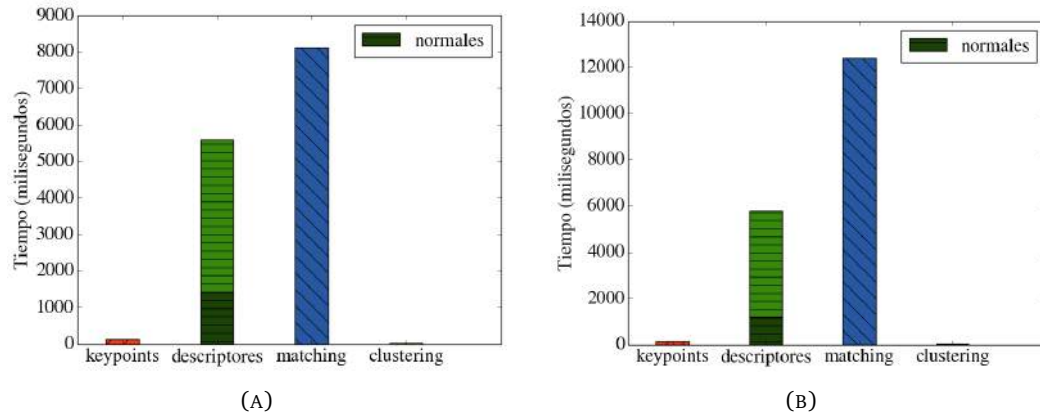 9000
8000
7000
6000
5000
4000
3000
2000
1000
0
Tiempo (milisegundos)
normales
keypoints descriptores matching clustering
(A)
14000
12000
10000
8000
6000
4000
2000
0
Tiempo (milisegundos)
normales
keypoints descriptores matching clustering
(B)